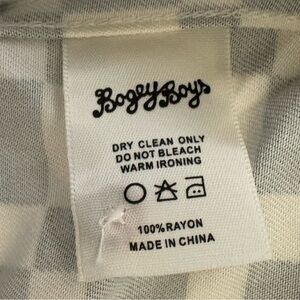 Bogey Boys
DRY CLEAN ONLY
DO NOT BLEACH
WARM IRONING
100%RAYON
MADE IN CHINA